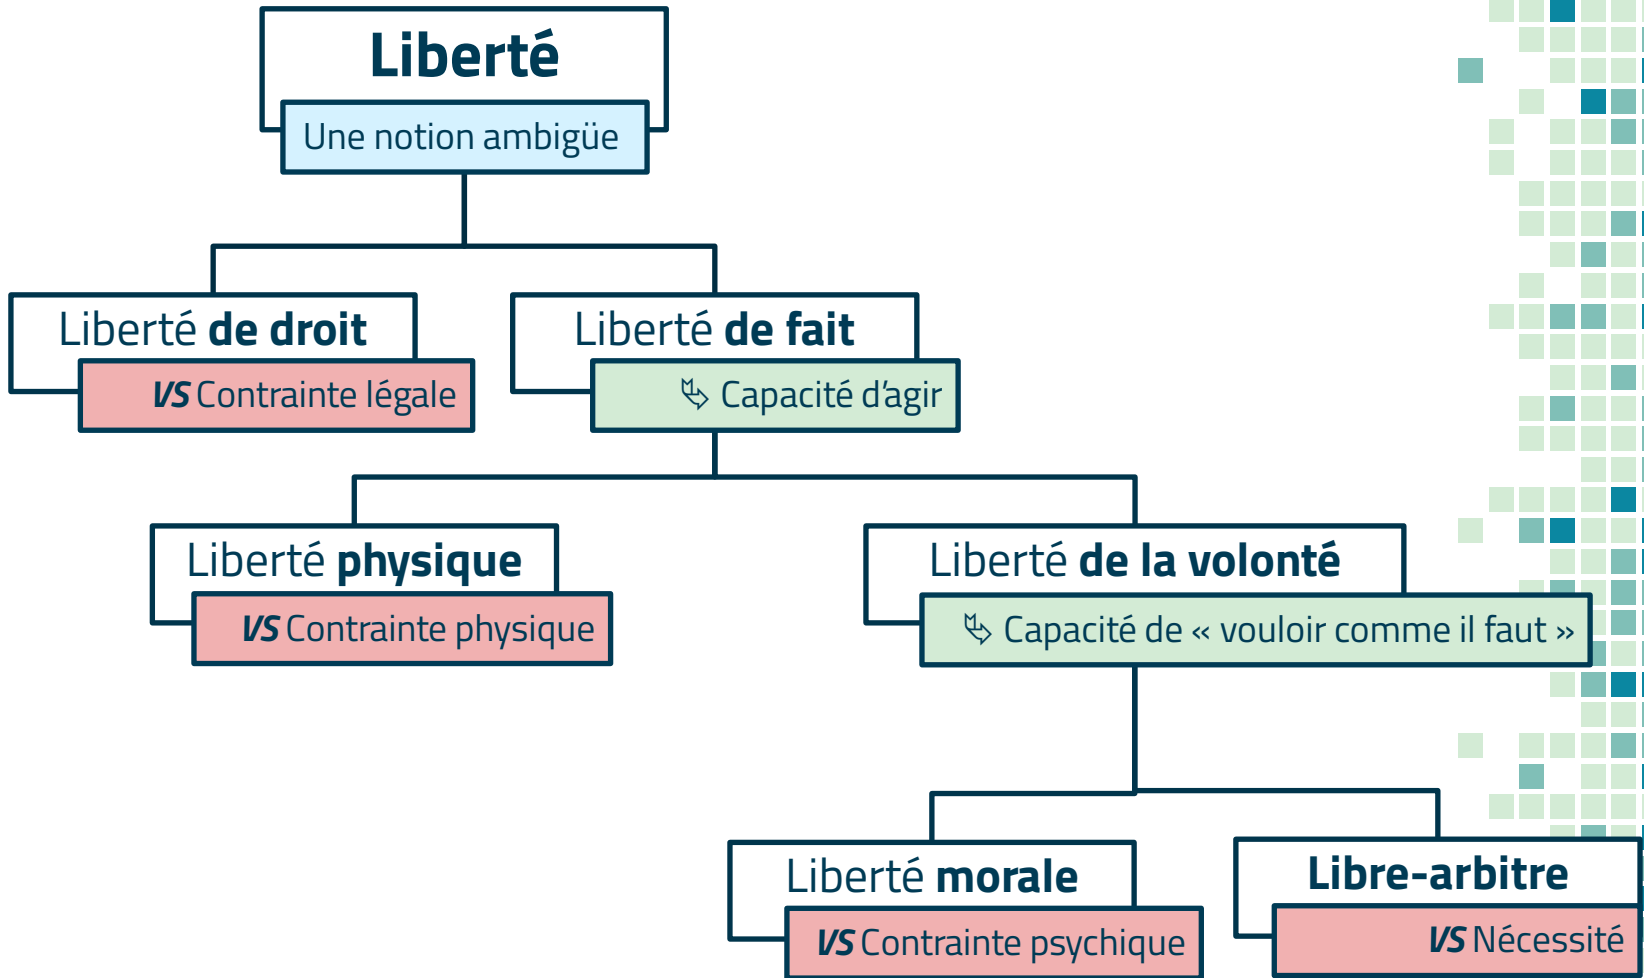 Liberté
Une notion ambigüe
Liberté de droit
VS Contrainte légale
Liberté de fait
⮱ Capacité d'agir
Liberté physique
VS Contrainte physique
Liberté de la volonté
⮱ Capacité de « vouloir comme il faut »
Liberté morale
VS Contrainte psychique
Libre-arbitre
VS Nécessité